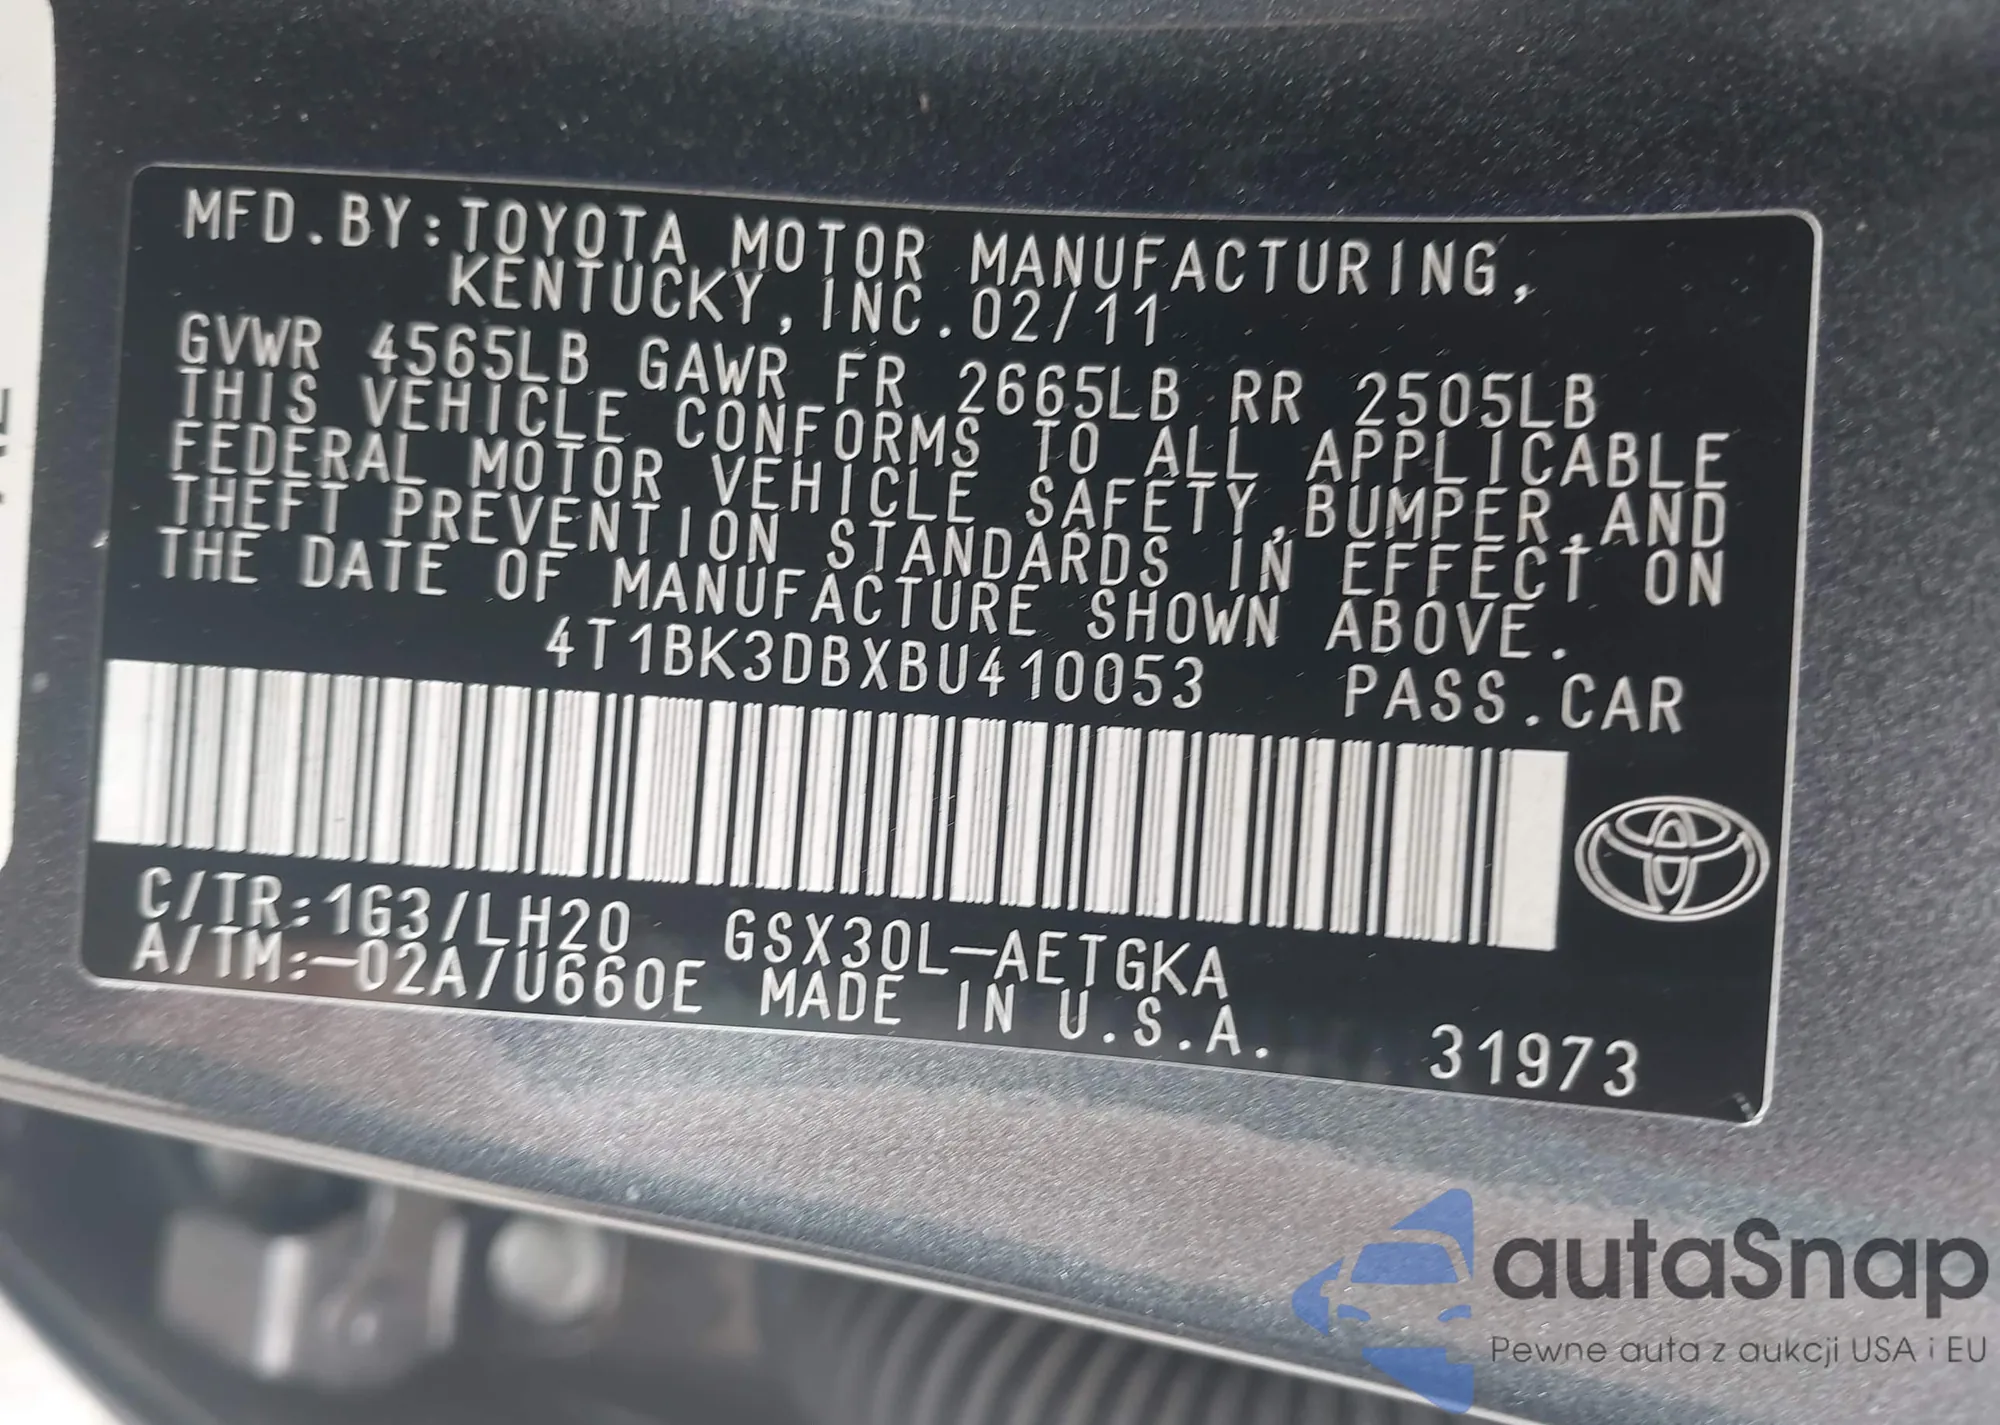 MFD.BY:TOYOTA MOTOR MANUFACTURING,
KENTUCKY,INC.02/11
GVWR 4565LB GAWR FR 2665LB RR 2505LB
THIS VEHICLE CONFORMS TO ALL APPLICABLE
FEDERAL MOTOR VEHICLE SAFETY,BUMPER,AND
THEFT PREVENTION STANDARDS IN EFFECT ON
THE DATE OF MANUFACTURE SHOWN ABOVE.
4T1BK3DBXBU410053 PASS.CAR
C/TR:1G3/LH20 GSX30L-AETGKA
A/TM:-02A/U660E MADE IN U.S.A.
31973
autaSnap
Pewne auta z aukcji USA i EU